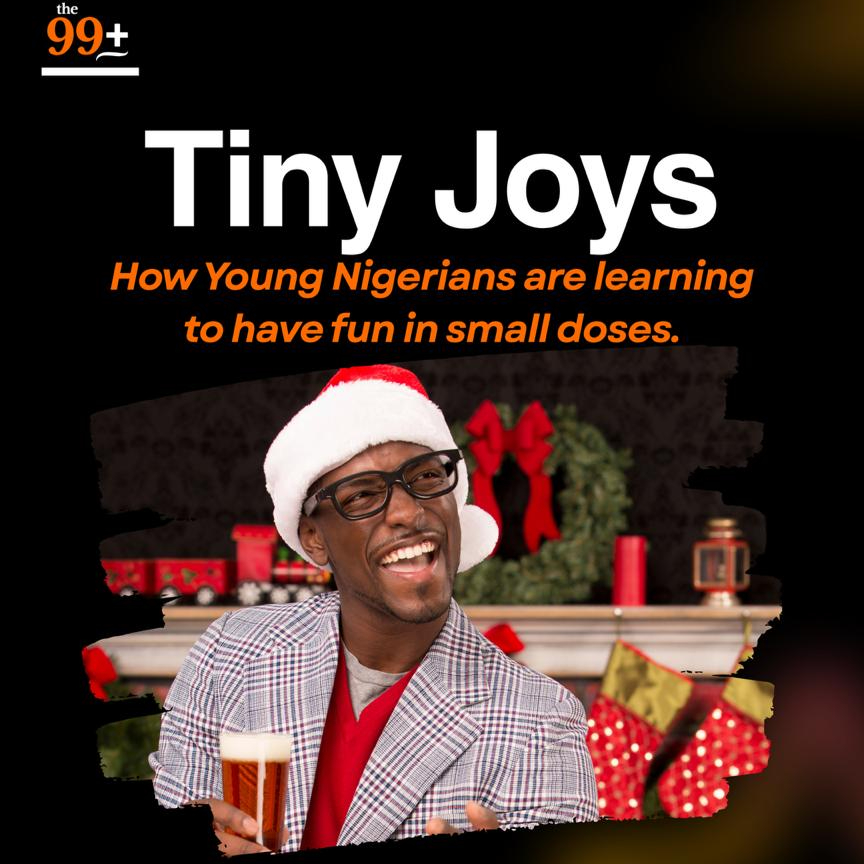 the
99+
Tiny Joys
How Young Nigerians are learning
to have fun in small doses.